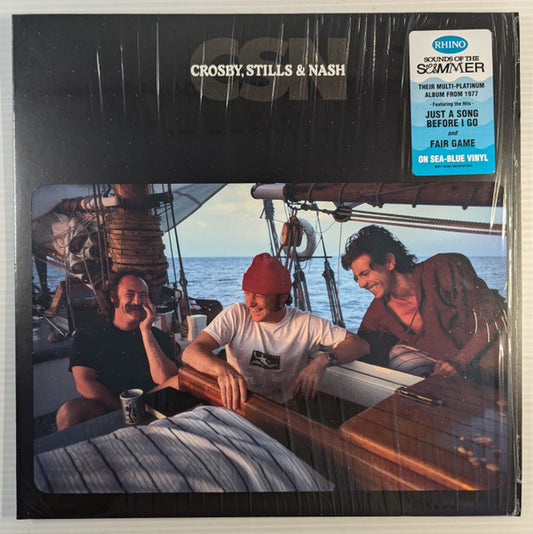 CSN
CROSBY, STILLS & NASH
RHINO
SOUNDS OF THE
SUMMER
THEIR MULTI-PLATINUM
ALBUM FROM 1977
- Featuring the Hits -
JUST A SONG
BEFORE I GO
and
FAIR GAME
ON SEA-BLUE VINYL